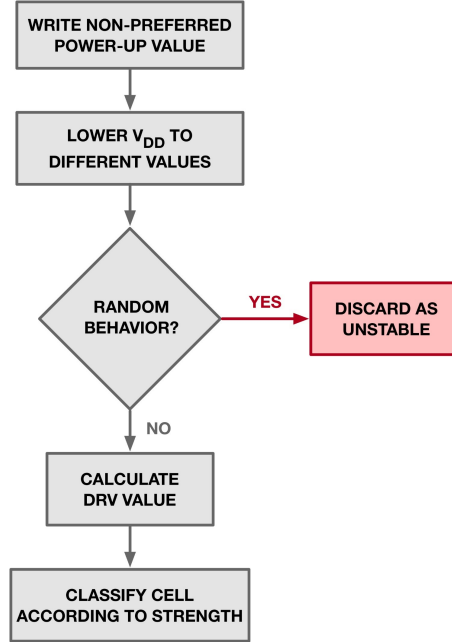 WRITE NON-PREFERRED
POWER-UP VALUE
LOWER VDD TO
DIFFERENT VALUES
RANDOM
BEHAVIOR?
YES
DISCARD AS
UNSTABLE
NO
CALCULATE
DRV VALUE
CLASSIFY CELL
ACCORDING TO STRENGTH